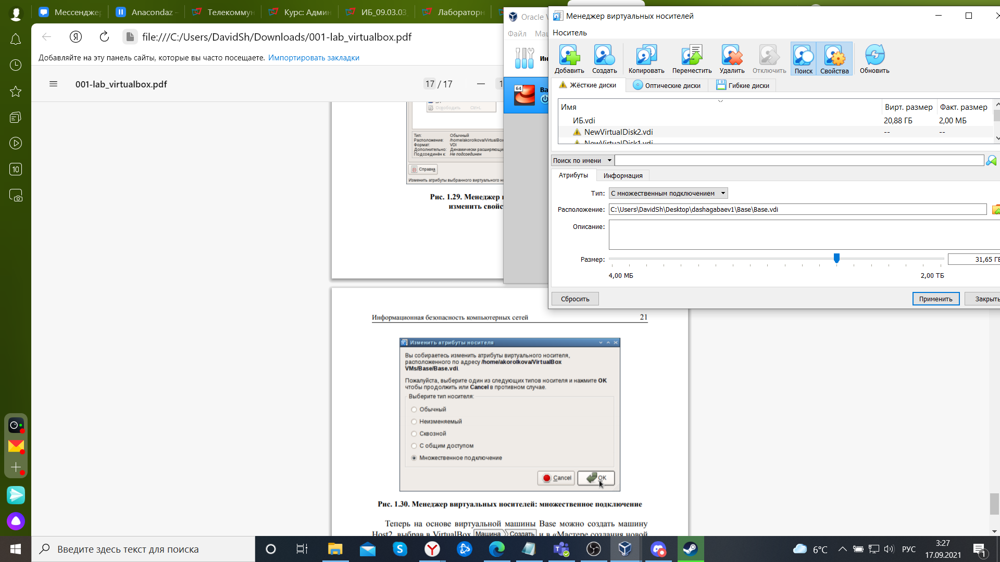 Мессендже
Anacondaz -
Телекоммун
Курс: Админ
ИБ_09.03.03
Лабораторн
file:///C:/Users/DavidSh/Downloads/001-lab_virtualbox.pdf
Добавляйте на эту панель сайты, которые вы часто посещаете. Импортировать закладки
001-lab_virtualbox.pdf
17 / 17
10
Освободить Ctrl+L
Тип: Обычный
Расположение: /home/akorolkova/VirtualBox
Формат: VDI
Дополнительно: Динамически расширяющи
Подсоединён к: Не подсоединен
Справка
Изменить атрибуты выбранного виртуального но
Рис. 1.29. Менеджер
изменить свойс
Oracle V
Файл
64
Менеджер виртуальных носителей
Носитель
Добавить
Создать
Копировать
Переместить
Удалить
Отключить
Поиск
Свойства
Обновить
Жёсткие диски
Оптические диски
Гибкие диски
Имя
Вирт. размер
Факт. размер
ИБ.vdi 20,88 ГБ 2,00 МБ
NewVirtualDisk2.vdi -- --
NewVirtualDisk1.vdi
Поиск по имени
Атрибуты
Информация
Тип: С множественным подключением
Расположение: C:\Users\DavidSh\Desktop\dashagabaev1\Base\Base.vdi
Описание:
Размер: 31,65 ГБ
4,00 МБ
2,00 ТБ
Сбросить
Применить
Закрыть
Информационная безопасность компьютерных сетей 21
Изменить атрибуты носителя
Вы собираетесь изменить атрибуты виртуального носителя,
расположенного по адресу /home/akorolkova/VirtualBox
VMs/Base/Base.vdi.
Пожалуйста, выберите один из следующих типов носителя и нажмите OK
чтобы продолжить или Cancel в противном случае.
Выберите тип носителя:
Обычный
Неизменяемый
Сквозной
С общим доступом
Множественное подключение
Cancel
OK
Рис. 1.30. Менеджер виртуальных носителей: множественное подключение
Теперь на основе виртуальной машины Base можно создать машину
Host2, выбрав в VirtualBox Машина Создать и в «Мастере создания новой
Введите здесь текст для поиска
6°C
РУС
3:27
17.09.2021
1